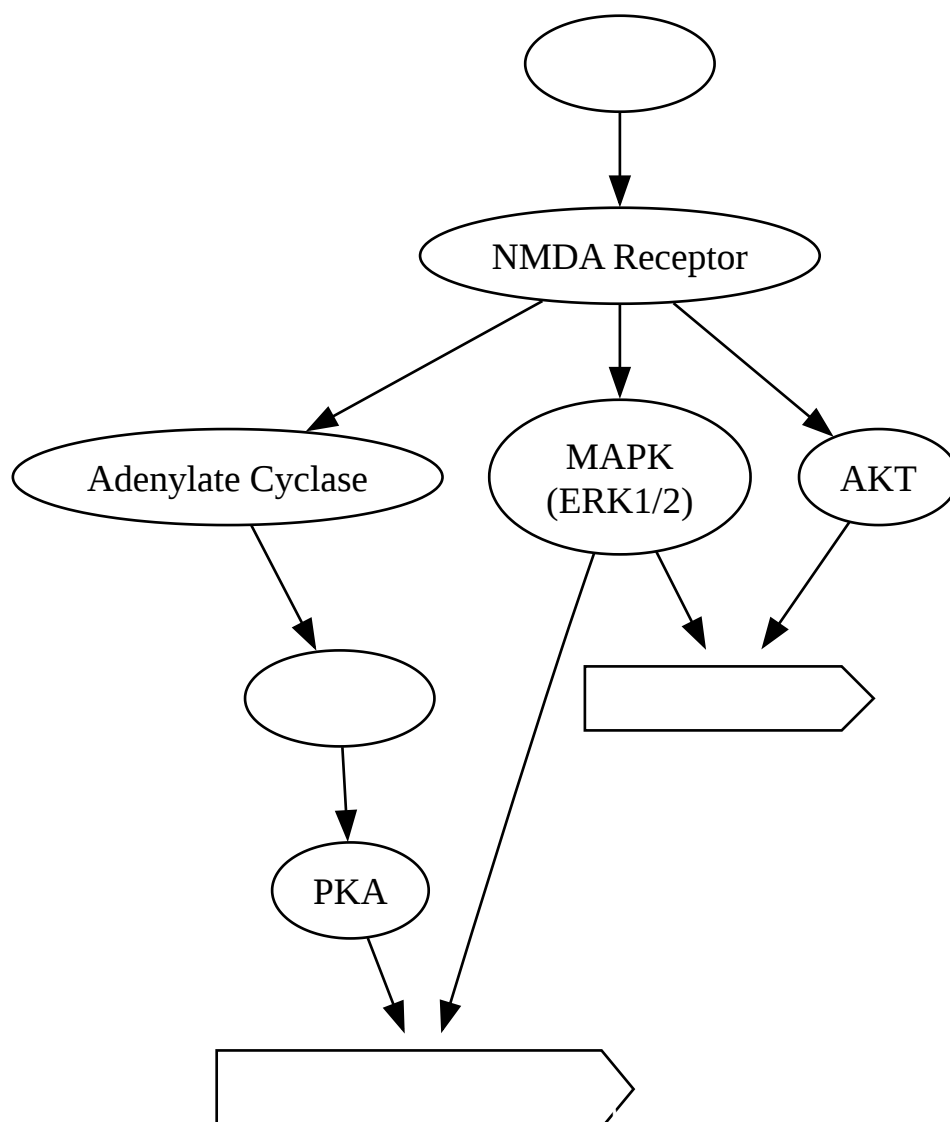 NMDA Receptor
Adenylate Cyclase
MAPK
(ERK1/2)
AKT
PKA